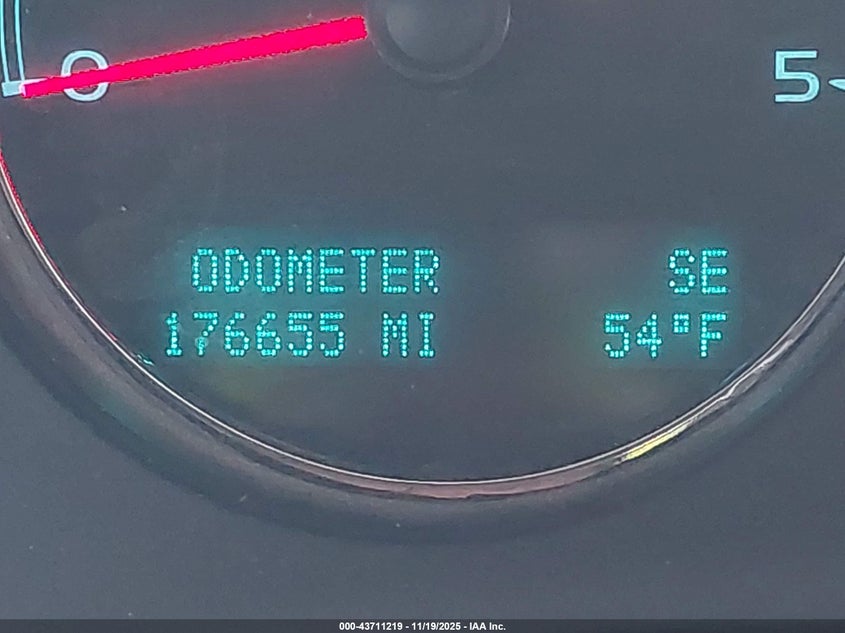 0 5
ODOMETER SE
176655 MI 54°F
000-43711219 - 11/19/2025 - IAA Inc.